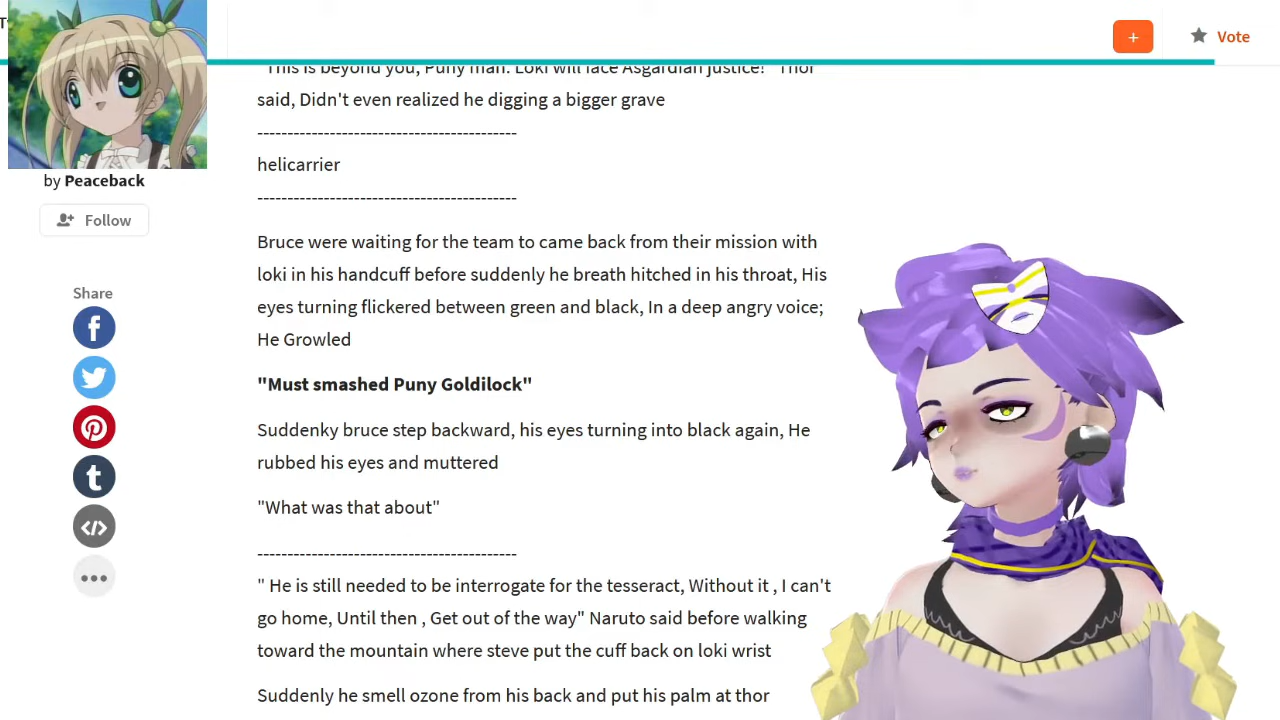 T
+
Vote
"This is beyond you, Puny man. Loki will face Asgardian justice!" Thor
said, Didn't even realized he digging a bigger grave
-------------------------------------------
helicarrier
-------------------------------------------
by Peaceback
Follow
Share
Bruce were waiting for the team to came back from their mission with
loki in his handcuff before suddenly he breath hitched in his throat, His
eyes turning flickered between green and black, In a deep angry voice;
He Growled
"Must smashed Puny Goldilock"
Suddenky bruce step backward, his eyes turning into black again, He
rubbed his eyes and muttered
"What was that about"
-------------------------------------------
" He is still needed to be interrogate for the tesseract, Without it , I can't
go home, Until then , Get out of the way" Naruto said before walking
toward the mountain where steve put the cuff back on loki wrist
Suddenly he smell ozone from his back and put his palm at thor